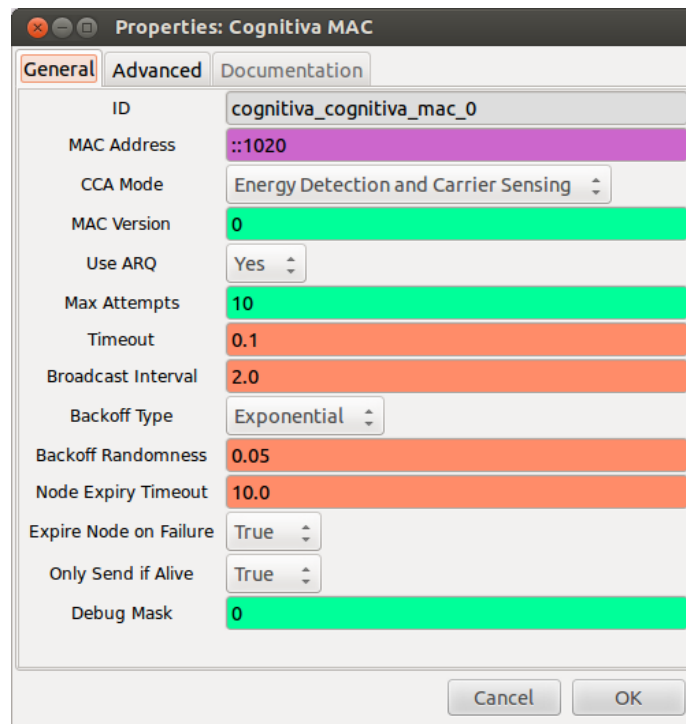 Properties: Cognitiva MAC
General Advanced Documentation
ID cognitiva_cognitiva_mac_0
MAC Address ::1020
CCA Mode Energy Detection and Carrier Sensing
MAC Version 0
Use ARQ Yes
Max Attempts 10
Timeout 0.1
Broadcast Interval 2.0
Backoff Type Exponential
Backoff Randomness 0.05
Node Expiry Timeout 10.0
Expire Node on Failure True
Only Send if Alive True
Debug Mask 0
Cancel OK